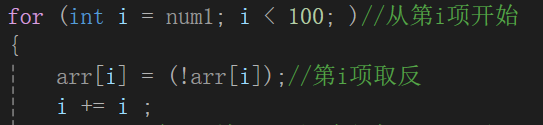 for (int i = num1; i < 100; )//从第i项开始
{
arr[i] = (!arr[i]);//第i项取反
i += i ;